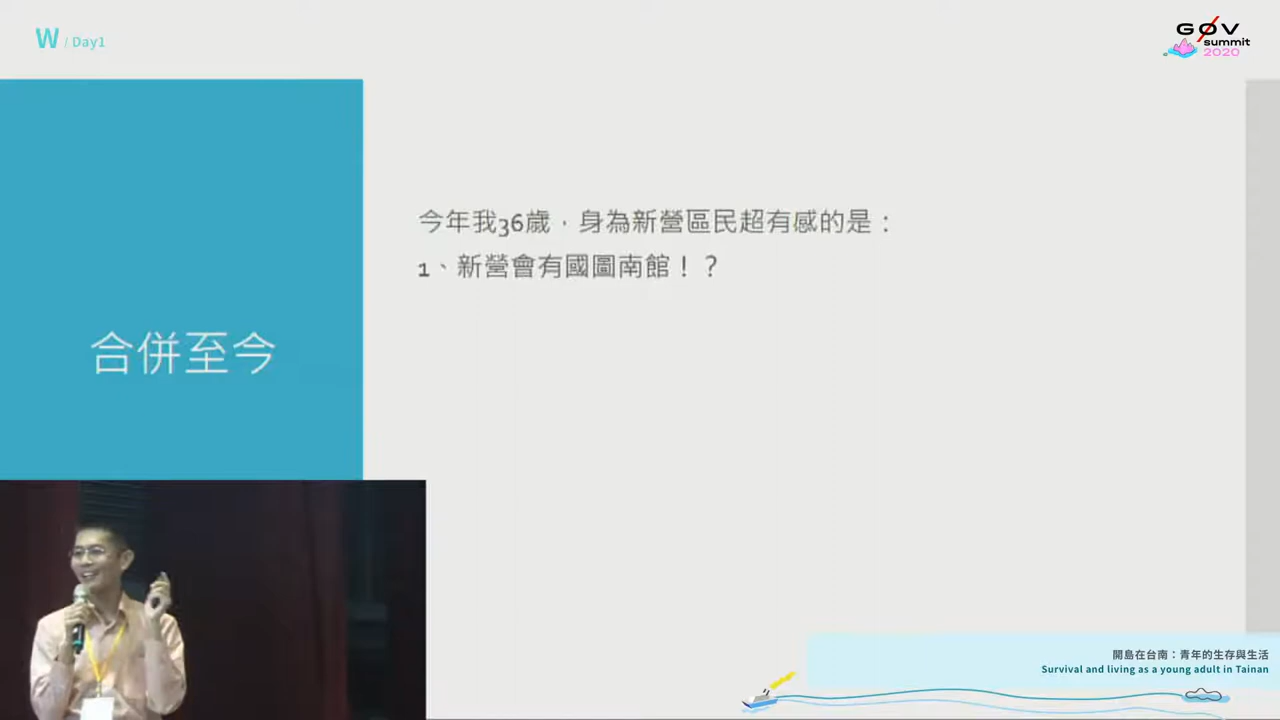 W / Day1
G0V
summit
2020
今年我36歲，身為新營區民超有感的是：
1、新營會有國圖南館！？
合併至今
開島在台南：青年的生存與生活
Survival and living as a young adult in Tainan